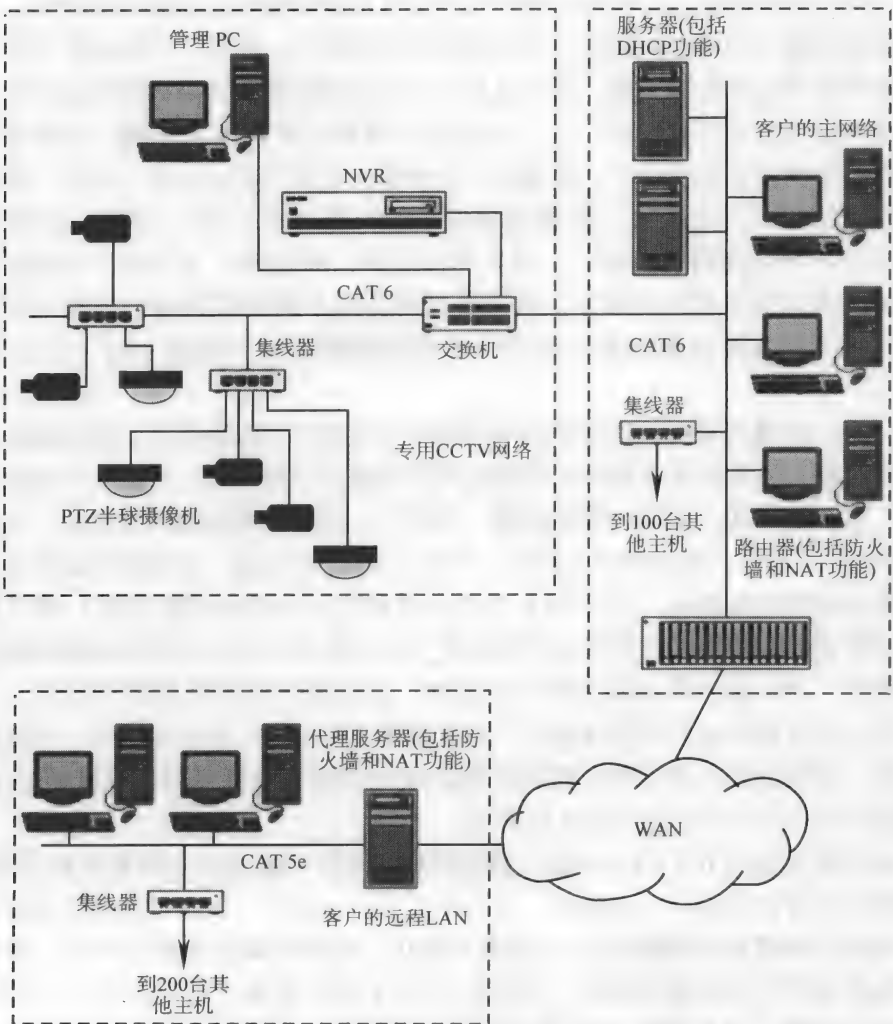 管理 PC
NVR
CAT 6
集线器
交换机
专用CCTV网络
PTZ半球摄像机
服务器(包括
DHCP功能)
客户的主网络
CAT 6
集线器
到100台其
他主机
路由器(包括防火
墙和NAT功能)
代理服务器(包括防
火墙和NAT功能)
WAN
CAT 5e
集线器
客户的远程LAN
到200台其
他主机